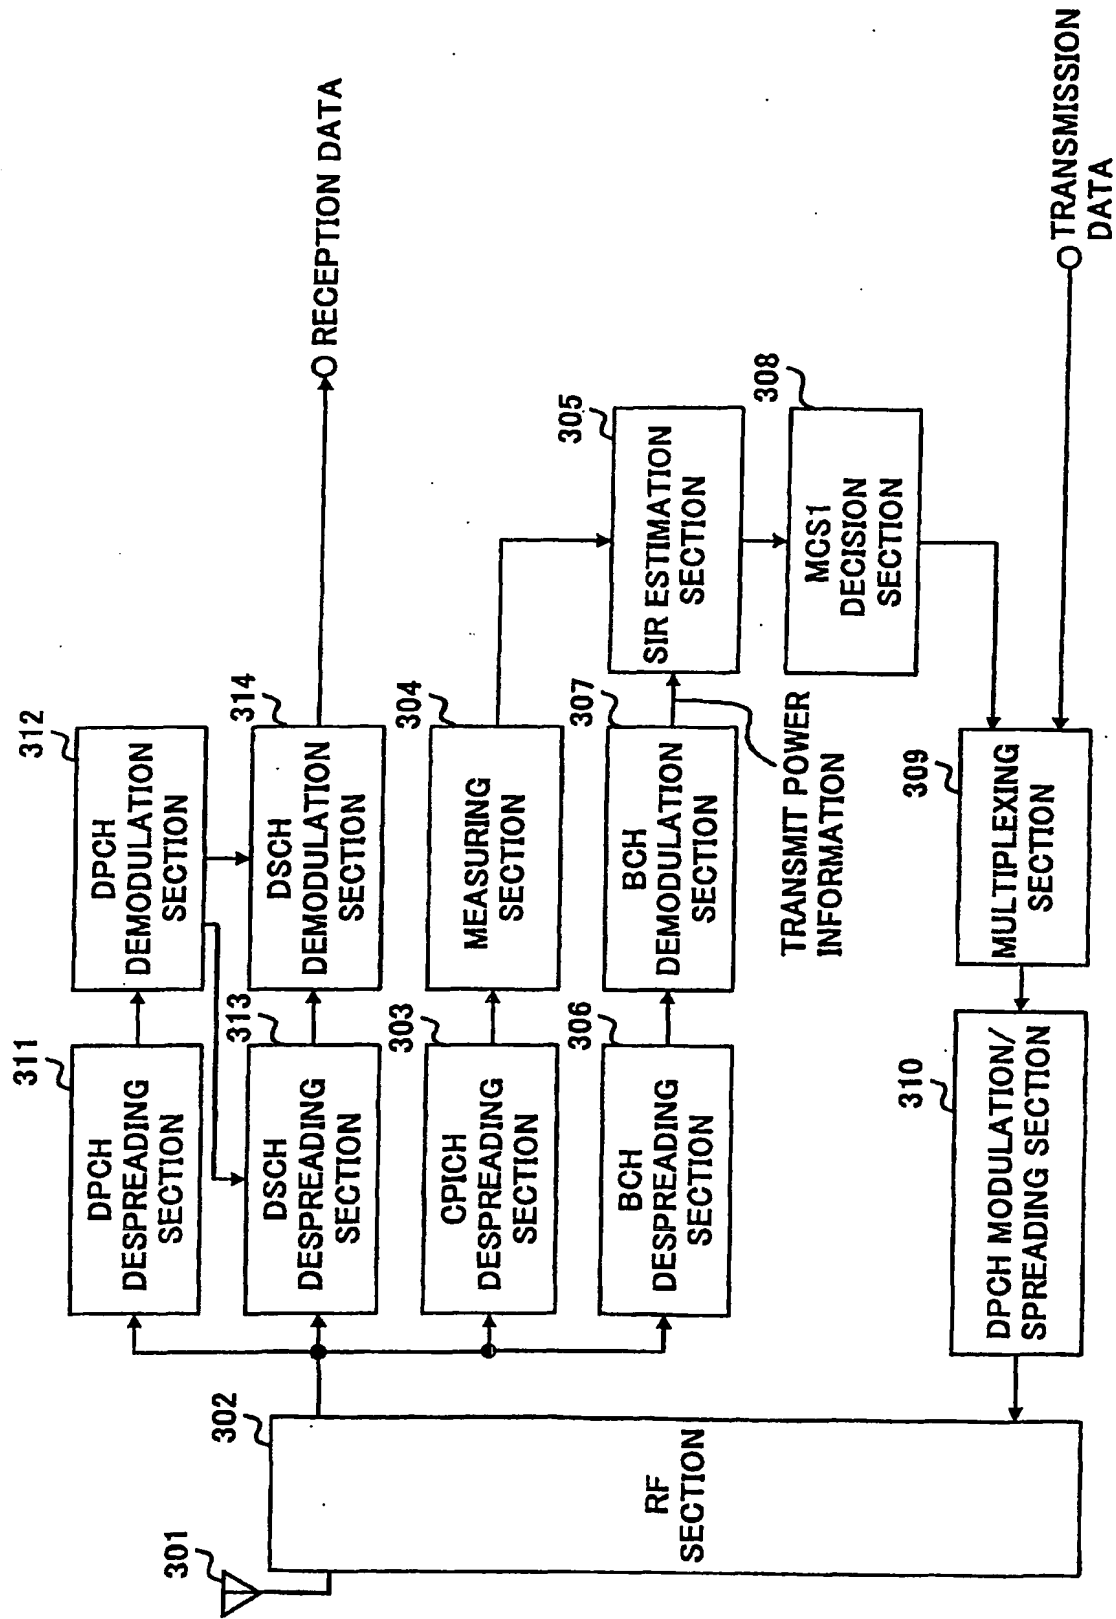 301
302
RF
SECTION
311
DPCH
DESPREADING
SECTION
312
DPCH
DEMODULATION
SECTION
313
DSCH
DESPREADING
SECTION
314
DSCH
DEMODULATION
SECTION
RECEPTION DATA
303
CPICH
DESPREADING
SECTION
304
MEASURING
SECTION
305
SIR ESTIMATION
SECTION
306
BCH
DESPREADING
SECTION
307
BCH
DEMODULATION
SECTION
TRANSMIT POWER
INFORMATION
308
MCS1
DECISION
SECTION
310
DPCH MODULATION/
SPREADING SECTION
309
MULTIPLEXING
SECTION
TRANSMISSION
DATA